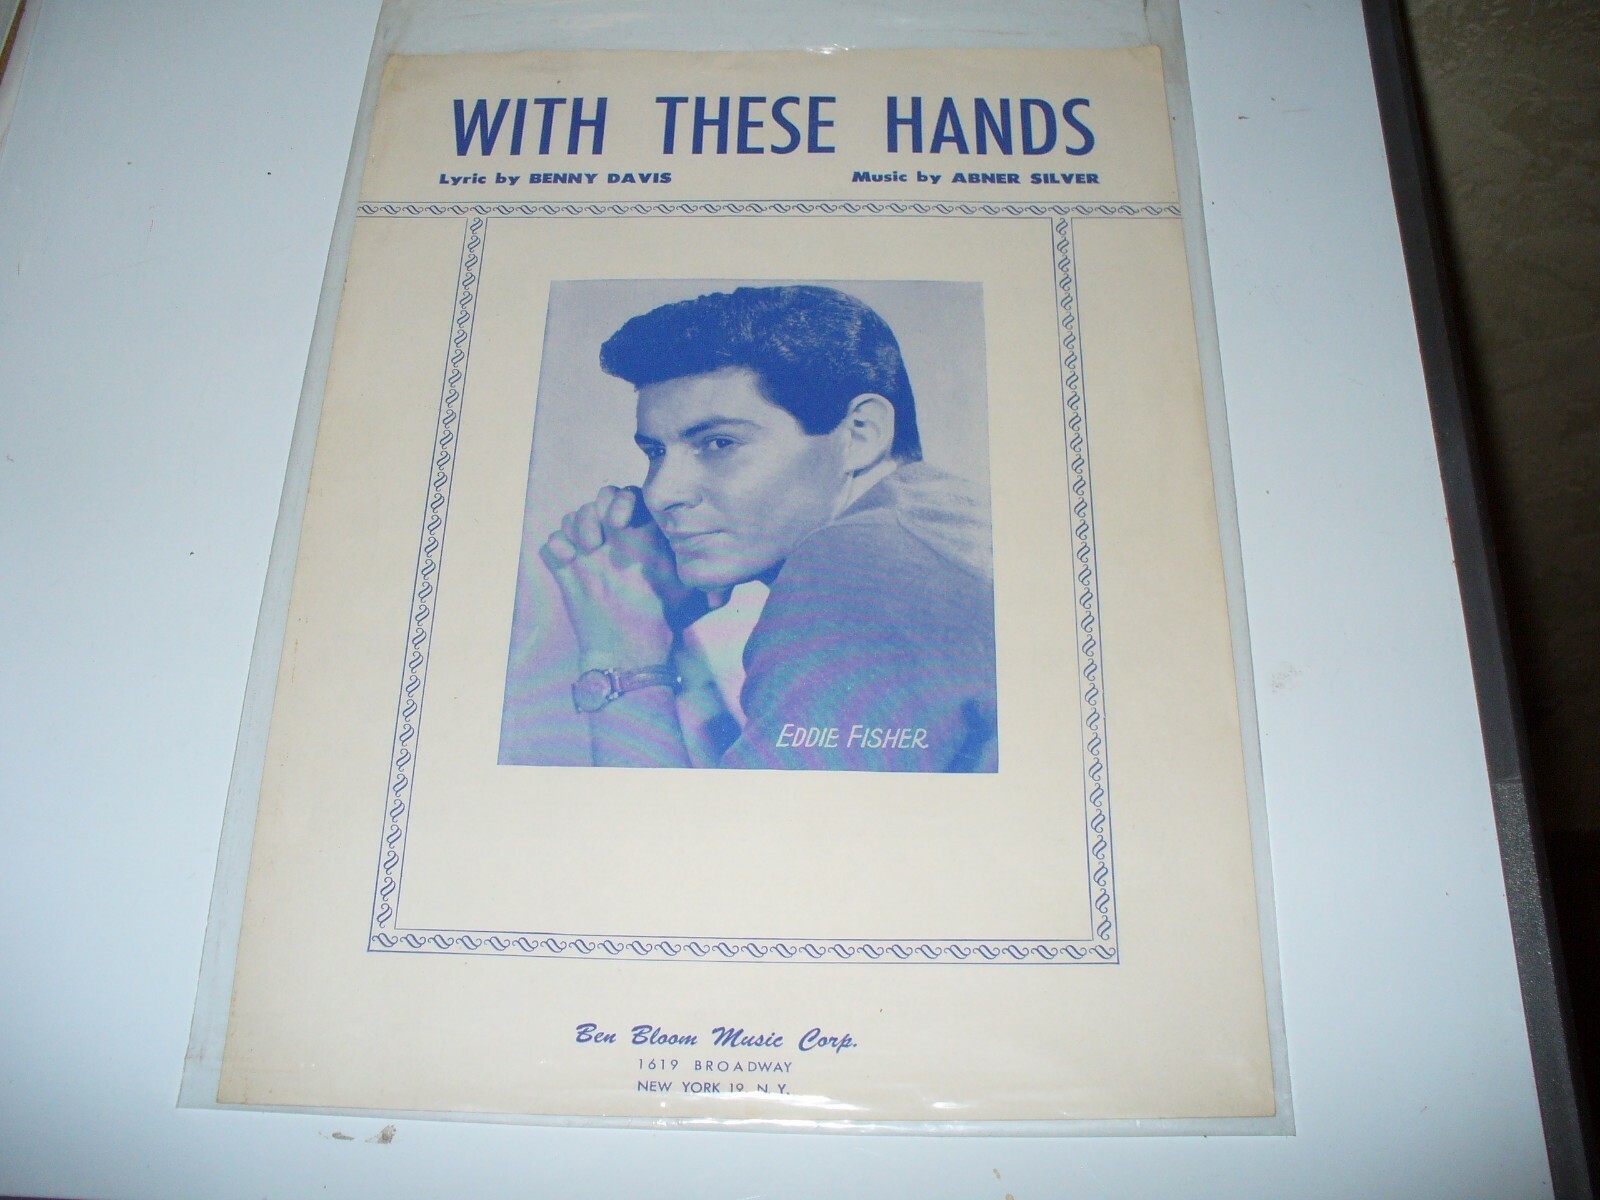 WITH THESE HANDS
Lyric by BENNY DAVIS Music by ABNER SILVER
EDDIE FISHER
Ben Bloom Music Corp.
1619 BROADWAY
NEW YORK 19, N. Y.